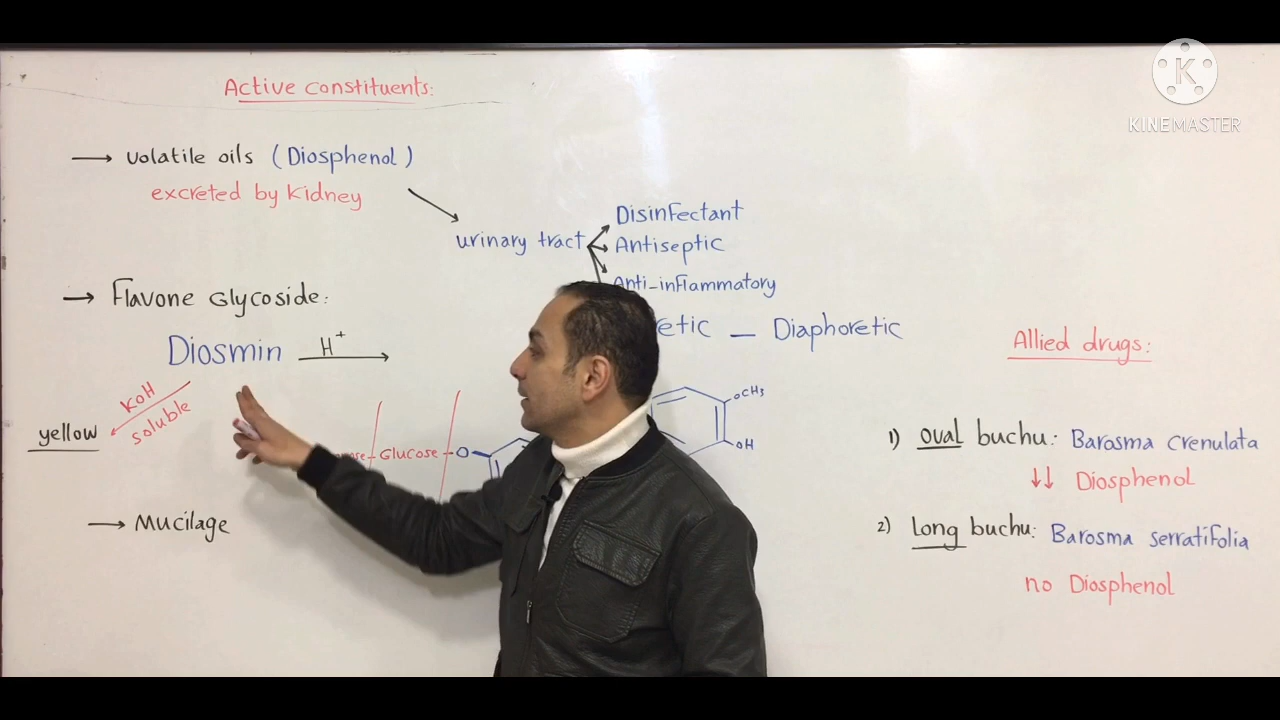 Active constituents:
KINEMASTER
→ volatile oils (Diosphenol)
excreted by Kidney
urinary tract
Disinfectant
Antiseptic
Anti-inflammatory
Diaphoretic
→ Flavone Glycoside:
Diosmin H+
KOH
soluble
yellow
Glucose O
OCH3
OH
→ Mucilage
Allied drugs:
1) oval buchu: Barosma crenulata
↓↓ Diosphenol
2) Long buchu: Barosma serratifolia
no Diosphenol